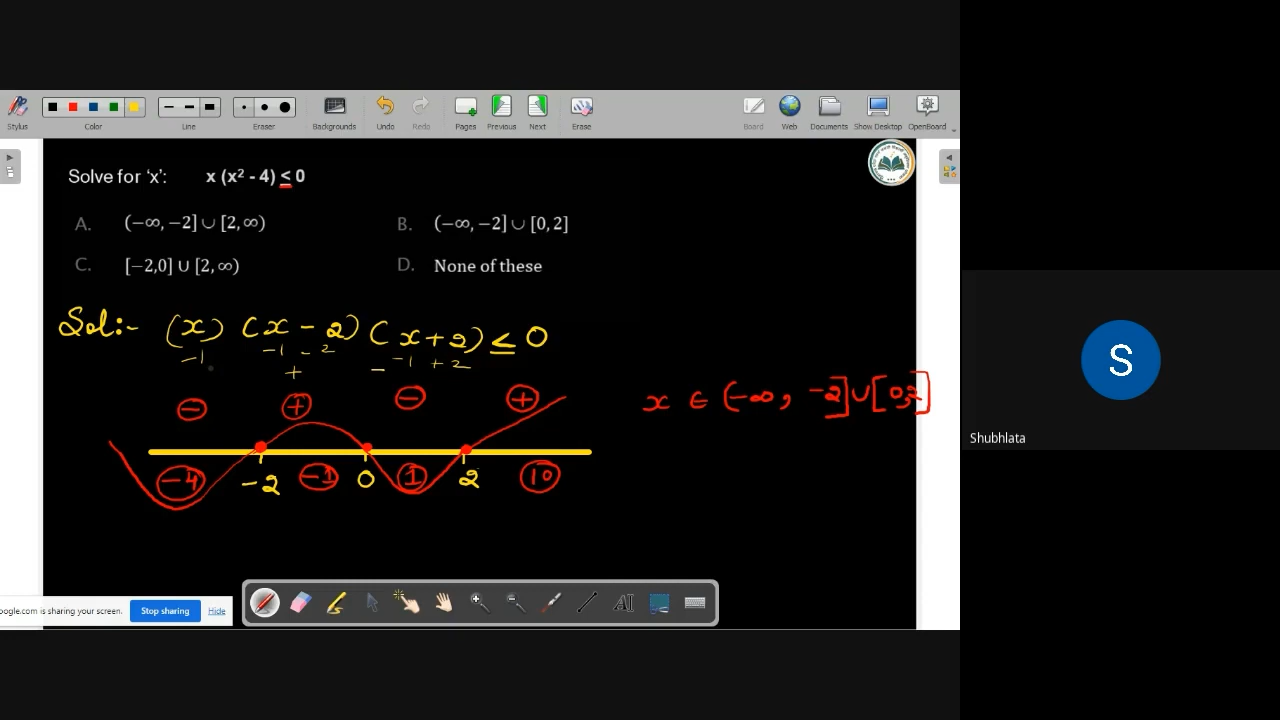 Stylus Color Line Eraser Backgrounds Undo Redo Pages Previous Next Erase Board Web Documents Show Desktop OpenBoard
Solve for ‘x’: x (x² - 4) ≤ 0
A. (−∞, −2] ∪ [2, ∞) B. (−∞, −2] ∪ [0, 2]
C. [−2,0] ∪ [2, ∞) D. None of these
Sol:- (x) (x - 2) (x + 2) ≤ 0
-1 -1 - 2 -1 + 2
- +
- + - +
x ∈ (-∞, -2] ∪ [0,2]
-4 -2 -1 0 1 2 10
S
Shubhlata
oogle.com is sharing your screen. Stop sharing Hide